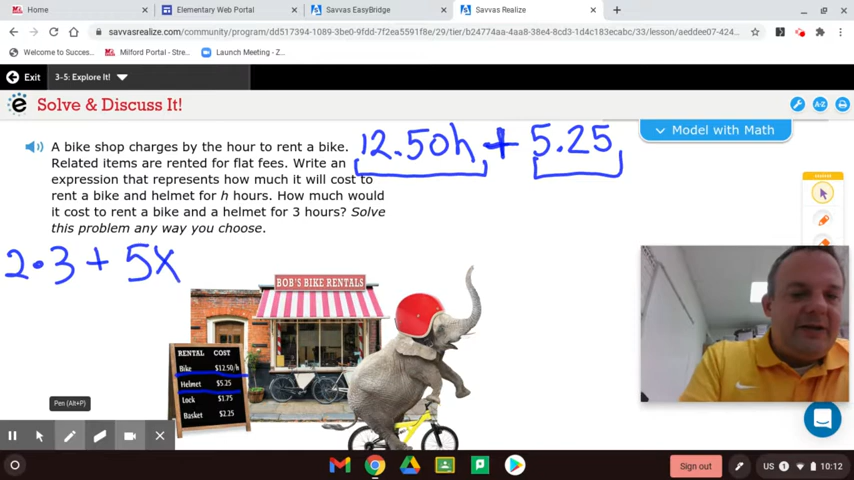 Home
Elementary Web Portal
Savvas EasyBridge
Savvas Realize
savvasrealize.com/community/program/dd517394-1089-3be0-9fdd-7f2ea5591f8e/29/tier/b24774aa-4aa8-38e4-8cd3-1d4c183ecabc/33/lesson/aeddee07-424...
Welcome to Succes...
Milford Portal - Stre...
Launch Meeting - Z...
Exit
3-5: Explore It!
Solve & Discuss It!
Model with Math
A bike shop charges by the hour to rent a bike.
Related items are rented for flat fees. Write an
expression that represents how much it will cost to
rent a bike and helmet for h hours. How much would
it cost to rent a bike and a helmet for 3 hours? Solve
this problem any way you choose.
12.50h + 5.25
2·3 + 5x
BOB'S BIKE RENTALS
RENTAL COST
Bike $12.50/h
Helmet $5.25
Lock $1.75
Basket $2.25
Pen (Alt+P)
Sign out
US
1
10:12